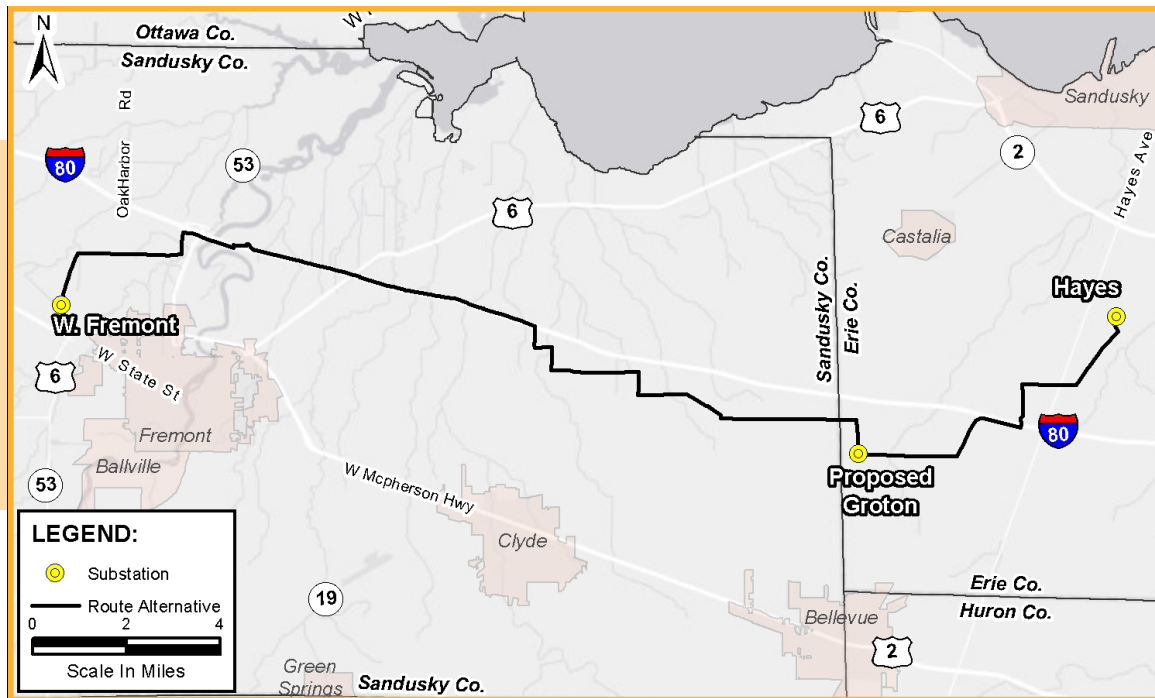 N
Ottawa Co.
Sandusky Co.
Sandusky
6
2
80
OakHarbor Rd
53
Hayes Ave
6
Castalia
Sandusky Co.
Erie Co.
Hayes
W. Fremont
6
W State St
80
Fremont
Ballville
53
W Mcpherson Hwy
Proposed
Groton
LEGEND:
Substation
Route Alternative
0 2 4
Scale In Miles
Clyde
19
Erie Co.
Huron Co.
Bellevue
2
Green
Springs
Sandusky Co.